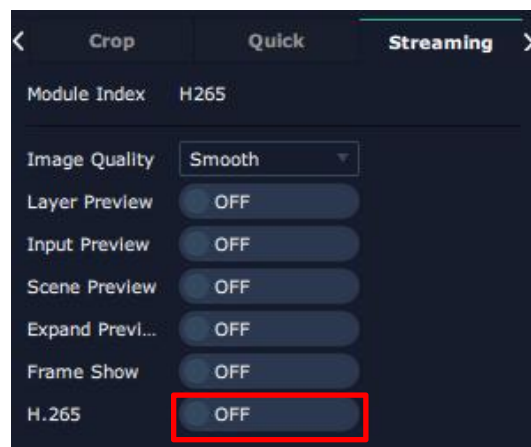 Crop Quick Streaming
Module Index H265
Image Quality Smooth
Layer Preview OFF
Input Preview OFF
Scene Preview OFF
Expand Previ... OFF
Frame Show OFF
H.265 OFF